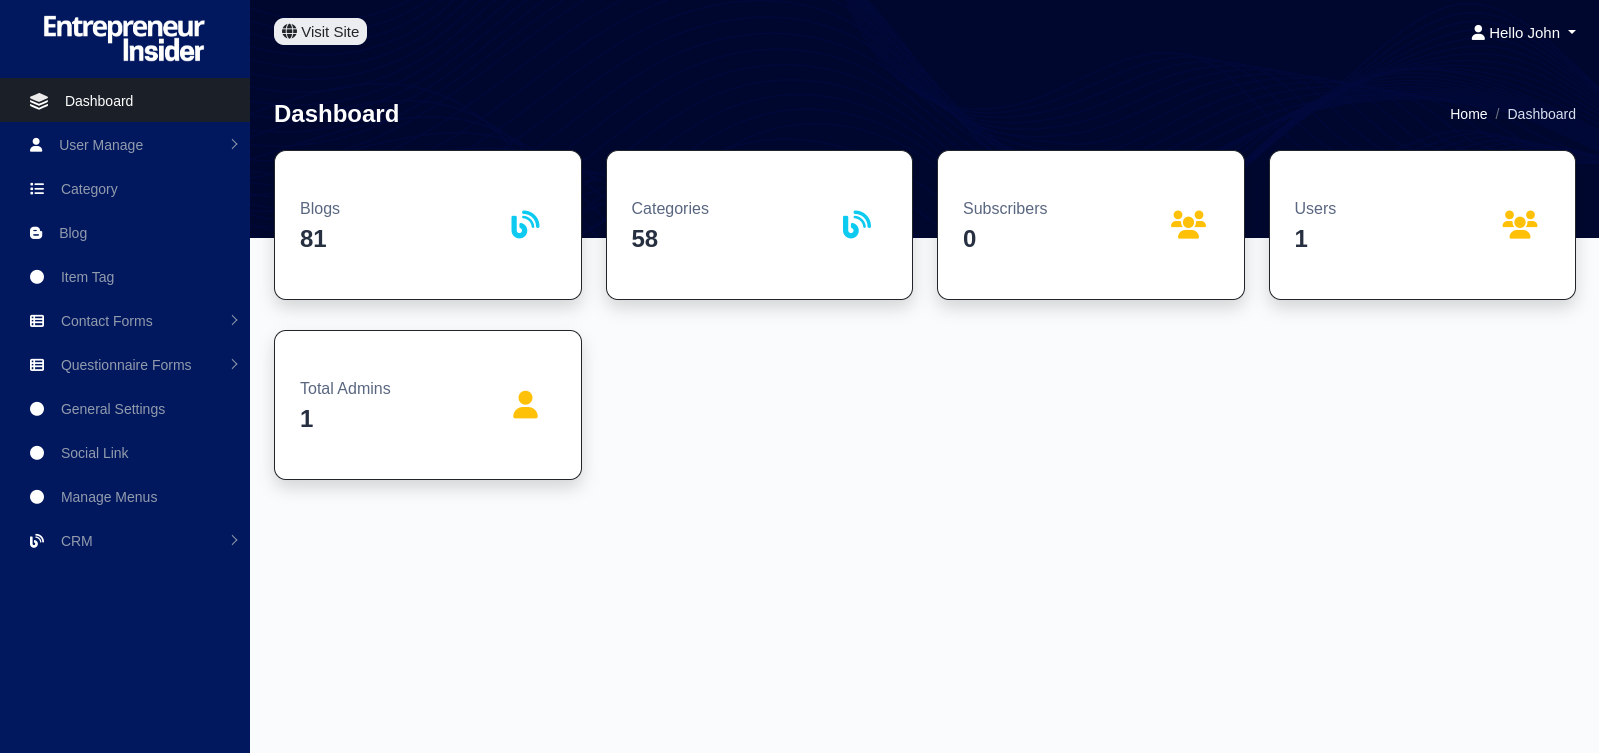 Entrepreneur
Insider
Dashboard
User Manage
Category
Blog
Item Tag
Contact Forms
Questionnaire Forms
General Settings
Social Link
Manage Menus
CRM
Visit Site
Hello John
Dashboard
Home / Dashboard
Blogs
81
Categories
58
Subscribers
0
Users
1
Total Admins
1